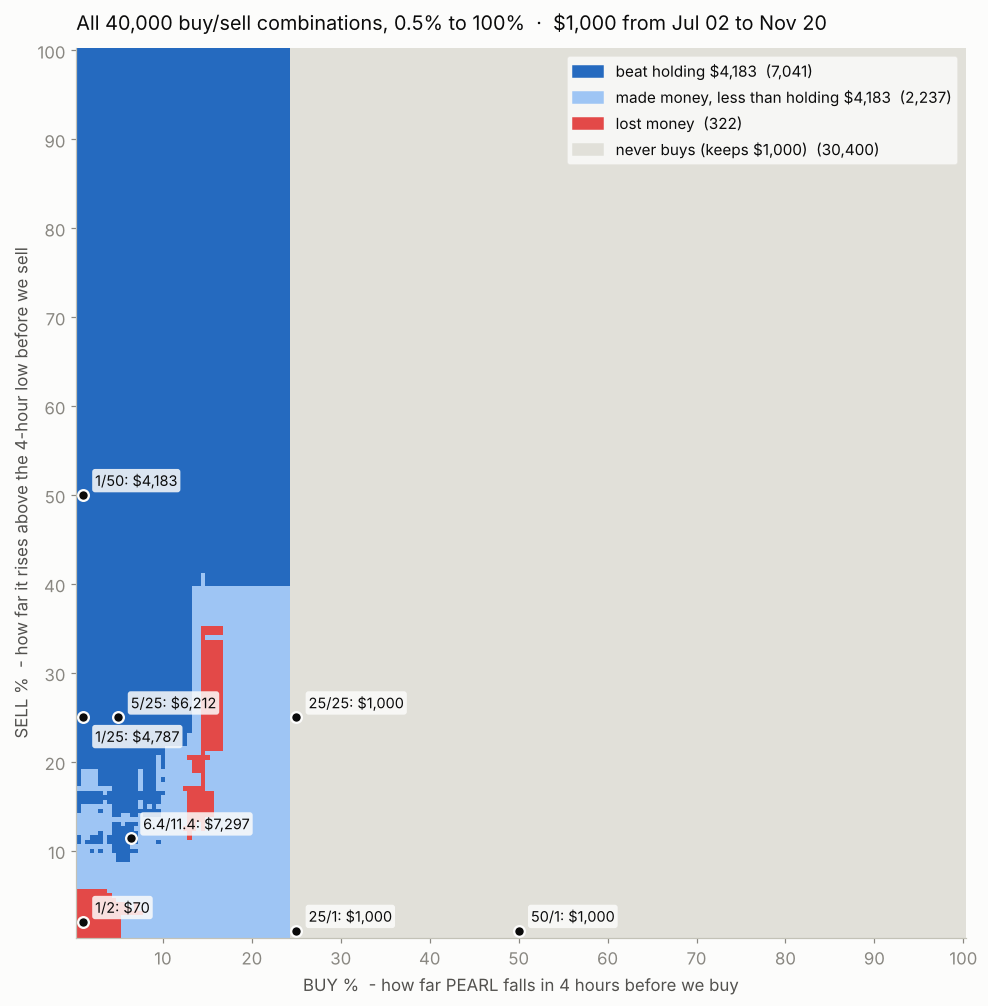 All 40,000 buy/sell combinations, 0.5% to 100%  ·  $1,000 from Jul 02 to Nov 20
beat holding $4,183  (7,041)
made money, less than holding $4,183  (2,237)
lost money  (322)
never buys (keeps $1,000)  (30,400)
100
90
80
70
60
50
40
30
20
10
SELL %  - how far it rises above the 4-hour low before we sell
1/50: $4,183
5/25: $6,212
25/25: $1,000
1/25: $4,787
6.4/11.4: $7,297
1/2: $70
25/1: $1,000
50/1: $1,000
10 20 30 40 50 60 70 80 90 100
BUY %  - how far PEARL falls in 4 hours before we buy